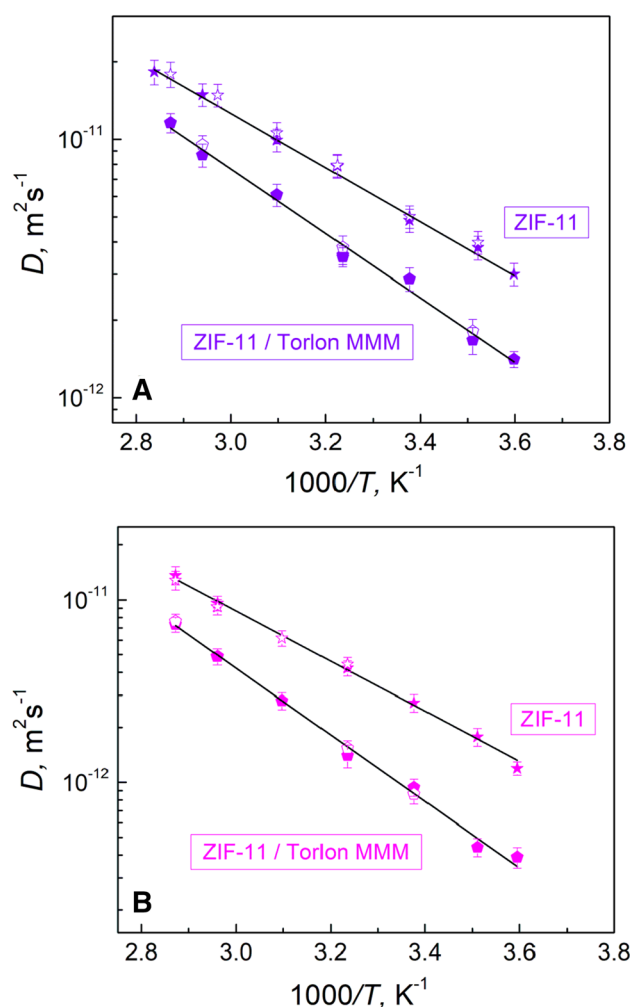 10⁻¹¹
D, m²s⁻¹
ZIF-11
ZIF-11 / Torlon MMM
A
10⁻¹²
2.8 3.0 3.2 3.4 3.6 3.8
1000/T, K⁻¹
10⁻¹¹
D, m²s⁻¹
ZIF-11
10⁻¹²
ZIF-11 / Torlon MMM
B
2.8 3.0 3.2 3.4 3.6 3.8
1000/T, K⁻¹